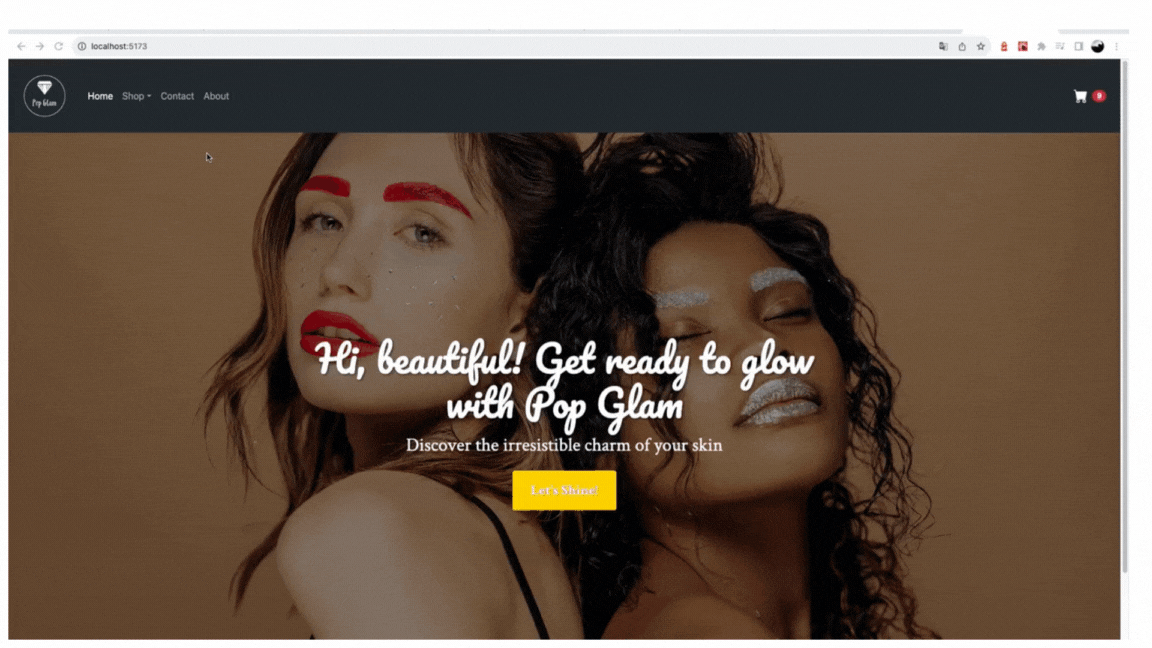 localhost:5173
Pop Glam
Home Shop Contact About
Hi, beautiful! Get ready to glow
with Pop Glam
Discover the irresistible charm of your skin
Let's Shine!